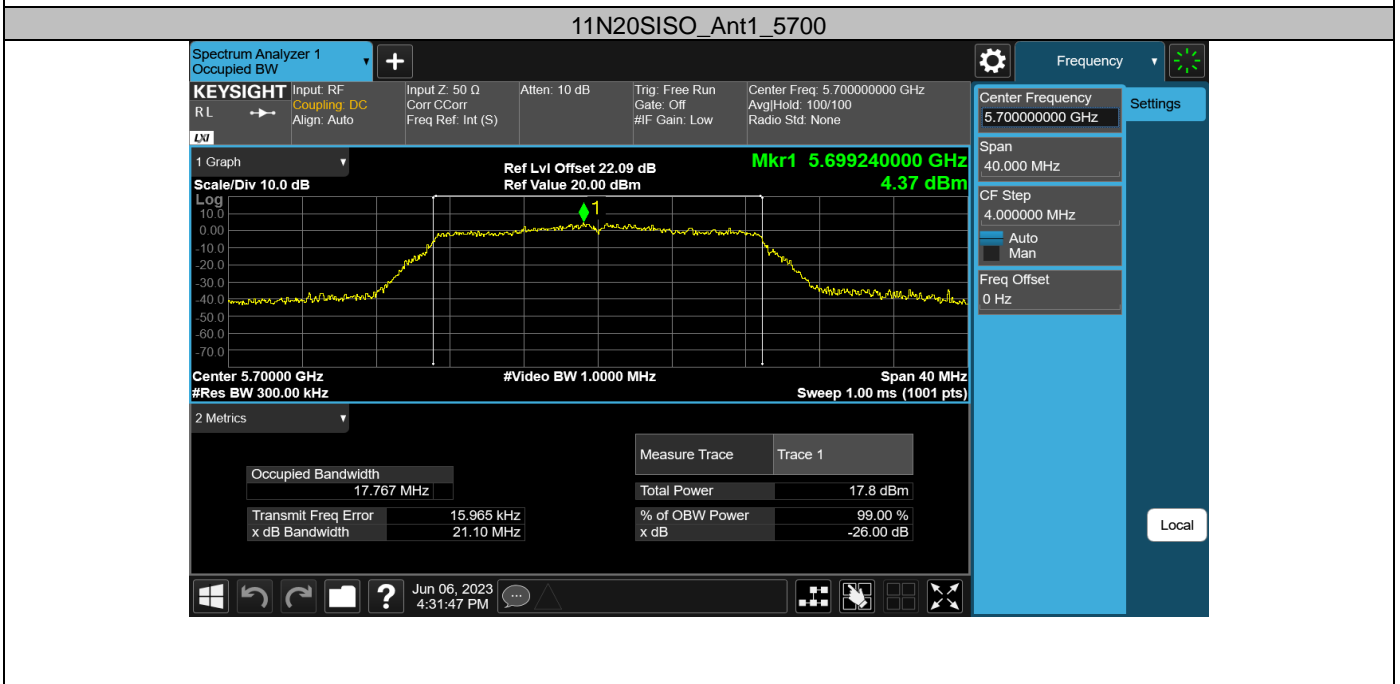 11N20SISO_Ant1_5700
Spectrum Analyzer 1
Occupied BW
Frequency
KEYSIGHT
R L
LXI
Input: RF
Coupling: DC
Align: Auto
Input Z: 50 Ω
Corr CCorr
Freq Ref: Int (S)
Atten: 10 dB
Trig: Free Run
Gate: Off
#IF Gain: Low
Center Freq: 5.700000000 GHz
Avg|Hold: 100/100
Radio Std: None
Center Frequency
5.700000000 GHz
Settings
Span
40.000 MHz
CF Step
4.000000 MHz
Auto
Man
Freq Offset
0 Hz
Local
1 Graph
Scale/Div 10.0 dB
Ref Lvl Offset 22.09 dB
Ref Value 20.00 dBm
Mkr1 5.699240000 GHz
4.37 dBm
Log
1
10.0
0.00
-10.0
-20.0
-30.0
-40.0
-50.0
-60.0
-70.0
Center 5.70000 GHz
#Video BW 1.0000 MHz
Span 40 MHz
#Res BW 300.00 kHz
Sweep 1.00 ms (1001 pts)
2 Metrics
Measure Trace Trace 1
Occupied Bandwidth
17.767 MHz
Total Power 17.8 dBm
Transmit Freq Error 15.965 kHz
% of OBW Power 99.00 %
x dB Bandwidth 21.10 MHz
x dB -26.00 dB
?
Jun 06, 2023
4:31:47 PM